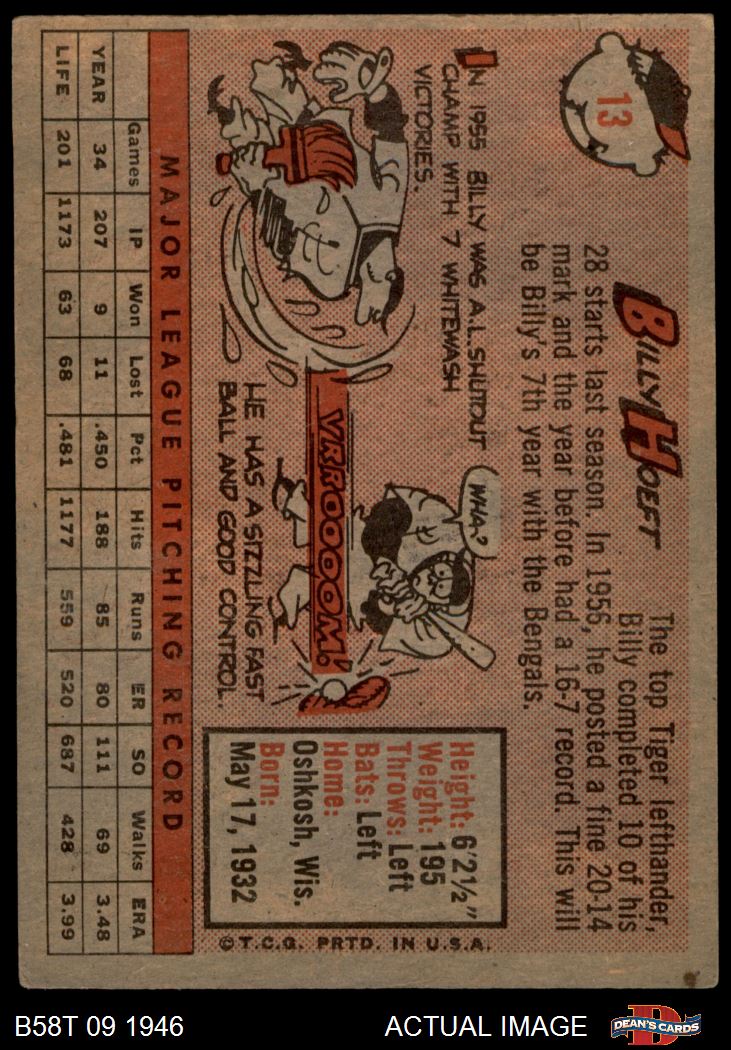 13
BILLY HOEFT
The top Tiger lefthander,
Billy completed 10 of his
28 starts last season. In 1956, he posted a fine 20-14
mark and the year before had a 16-7 record. This will
be Billy's 7th year with the Bengals.
IN 1955 BILLY WAS A.L. SHUTOUT
CHAMP WITH 7 WHITEWASH
VICTORIES.
WHA?
VRROOOOOM!
HE HAS A SIZZLING FAST
BALL AND GOOD CONTROL.
Height: 6'2½"
Weight: 195
Throws: Left
Bats: Left
Home:
Oshkosh, Wis.
Born:
May 17, 1932
©T.C.G. PRTD. IN U.S.A.
MAJOR LEAGUE PITCHING RECORD
Games IP Won Lost Pct Hits Runs ER SO Walks ERA
YEAR 34 207 9 11 .450 188 85 80 111 69 3.48
LIFE 201 1173 63 68 .481 1177 559 520 687 428 3.99
B58T 09 1946 ACTUAL IMAGE
D
DEAN'S CARDS